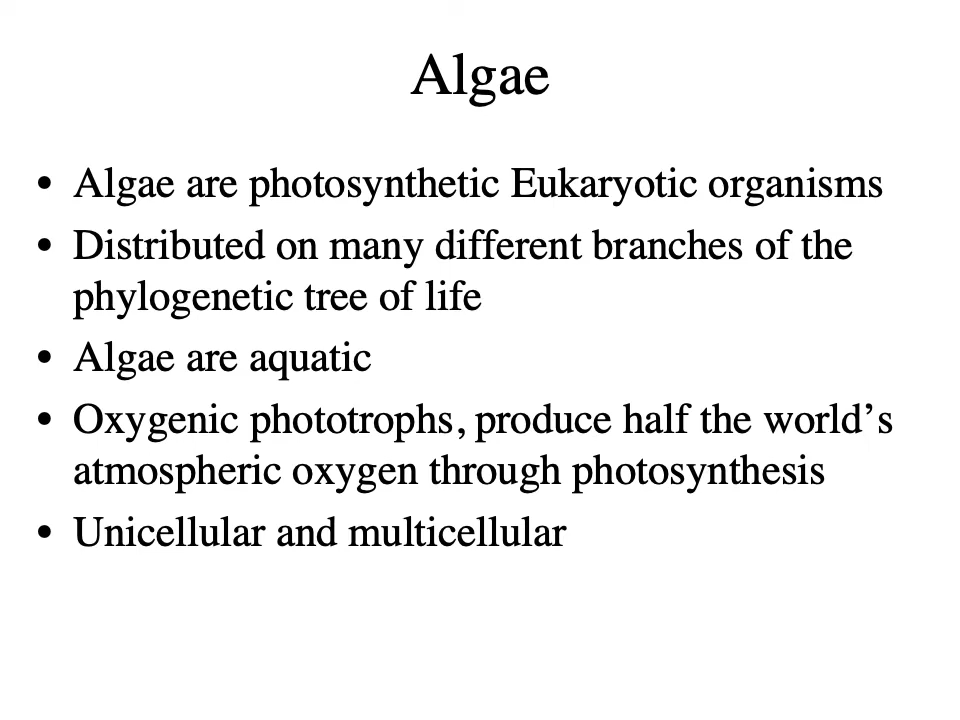 Algae
• Algae are photosynthetic Eukaryotic organisms
• Distributed on many different branches of the
phylogenetic tree of life
• Algae are aquatic
• Oxygenic phototrophs, produce half the world’s
atmospheric oxygen through photosynthesis
• Unicellular and multicellular